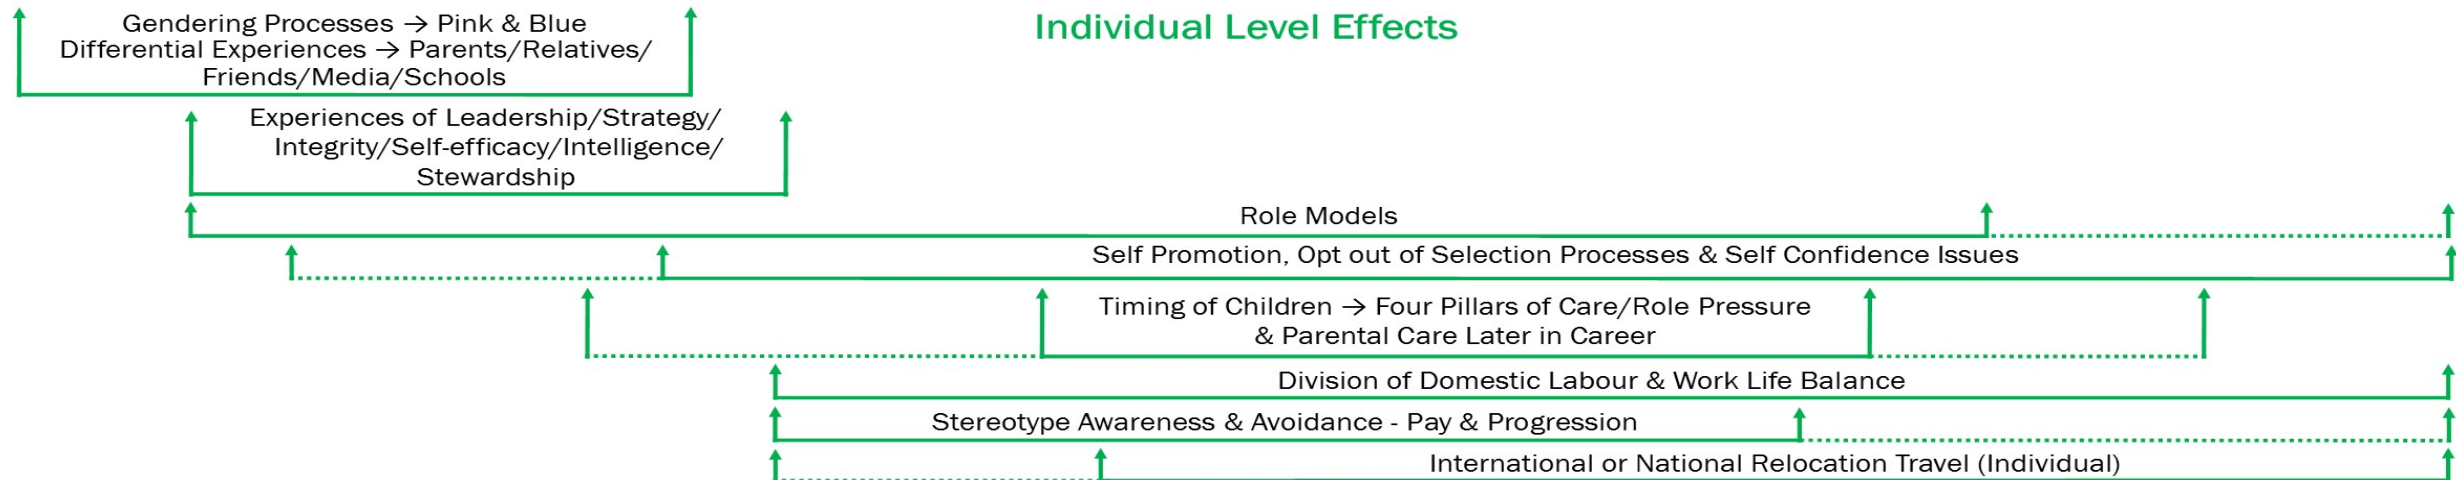 Individual Level Effects
Gendering Processes → Pink & Blue
Differential Experiences → Parents/Relatives/
Friends/Media/Schools
Experiences of Leadership/Strategy/
Integrity/Self-efficacy/Intelligence/
Stewardship
Role Models
Self Promotion, Opt out of Selection Processes & Self Confidence Issues
Timing of Children → Four Pillars of Care/Role Pressure
& Parental Care Later in Career
Division of Domestic Labour & Work Life Balance
Stereotype Awareness & Avoidance - Pay & Progression
International or National Relocation Travel (Individual)